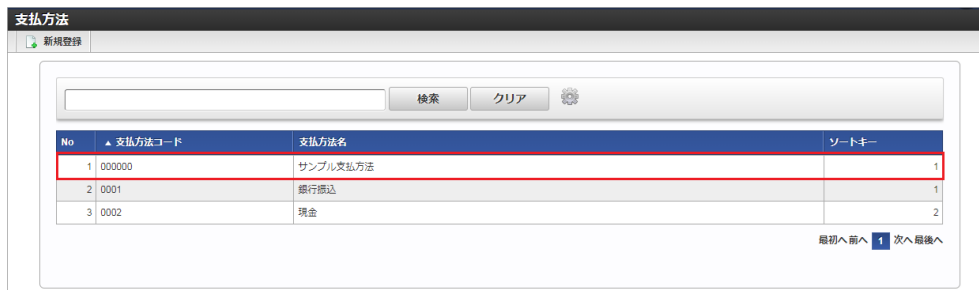 支払方法
新規登録
検索 クリア
No ▲ 支払方法コード 支払方法名 ソートキー
1 000000 サンプル支払方法 1
2 0001 銀行振込 1
3 0002 現金 2
最初へ 前へ 1 次へ 最後へ